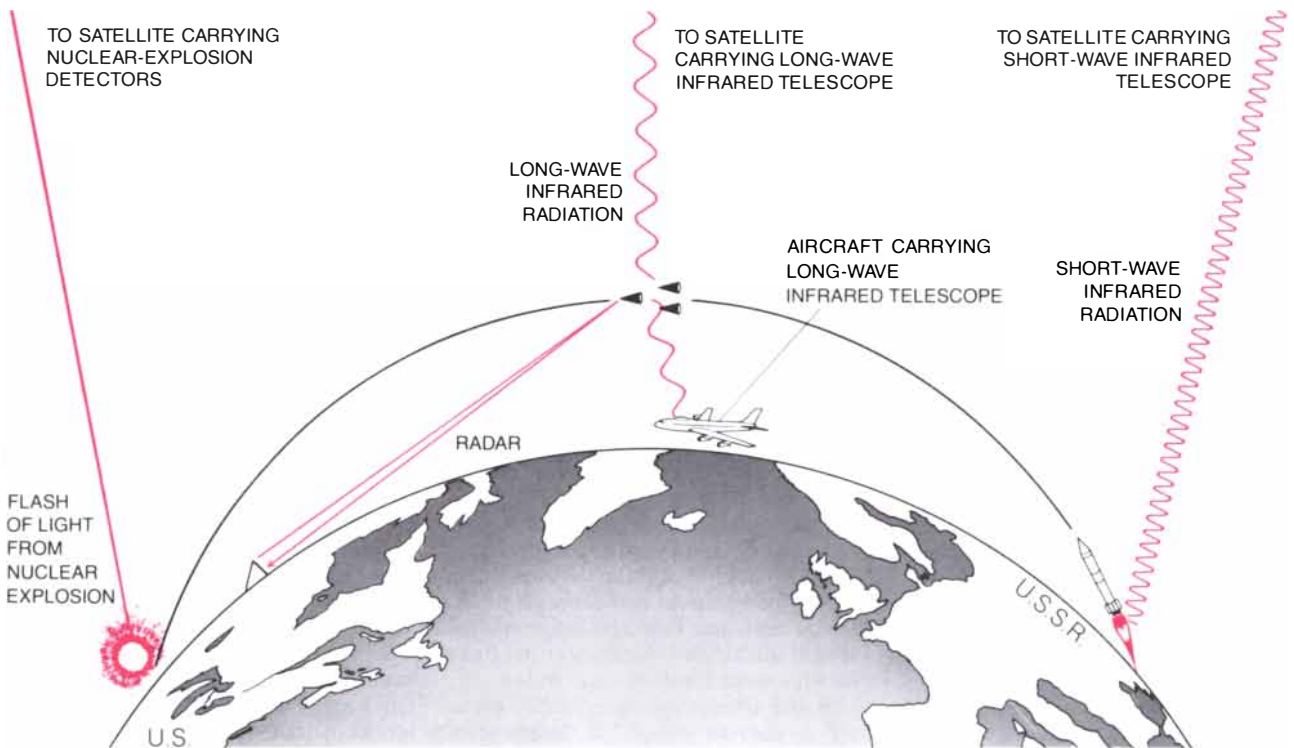 TO SATELLITE CARRYING
NUCLEAR-EXPLOSION
DETECTORS
TO SATELLITE
CARRYING LONG-WAVE
INFRARED TELESCOPE
TO SATELLITE CARRYING
SHORT-WAVE INFRARED
TELESCOPE
LONG-WAVE
INFRARED
RADIATION
AIRCRAFT CARRYING
LONG-WAVE
INFRARED TELESCOPE
SHORT-WAVE
INFRARED
RADIATION
RADAR
FLASH
OF LIGHT
FROM
NUCLEAR
EXPLOSION
U.S.S.R.
U.S.